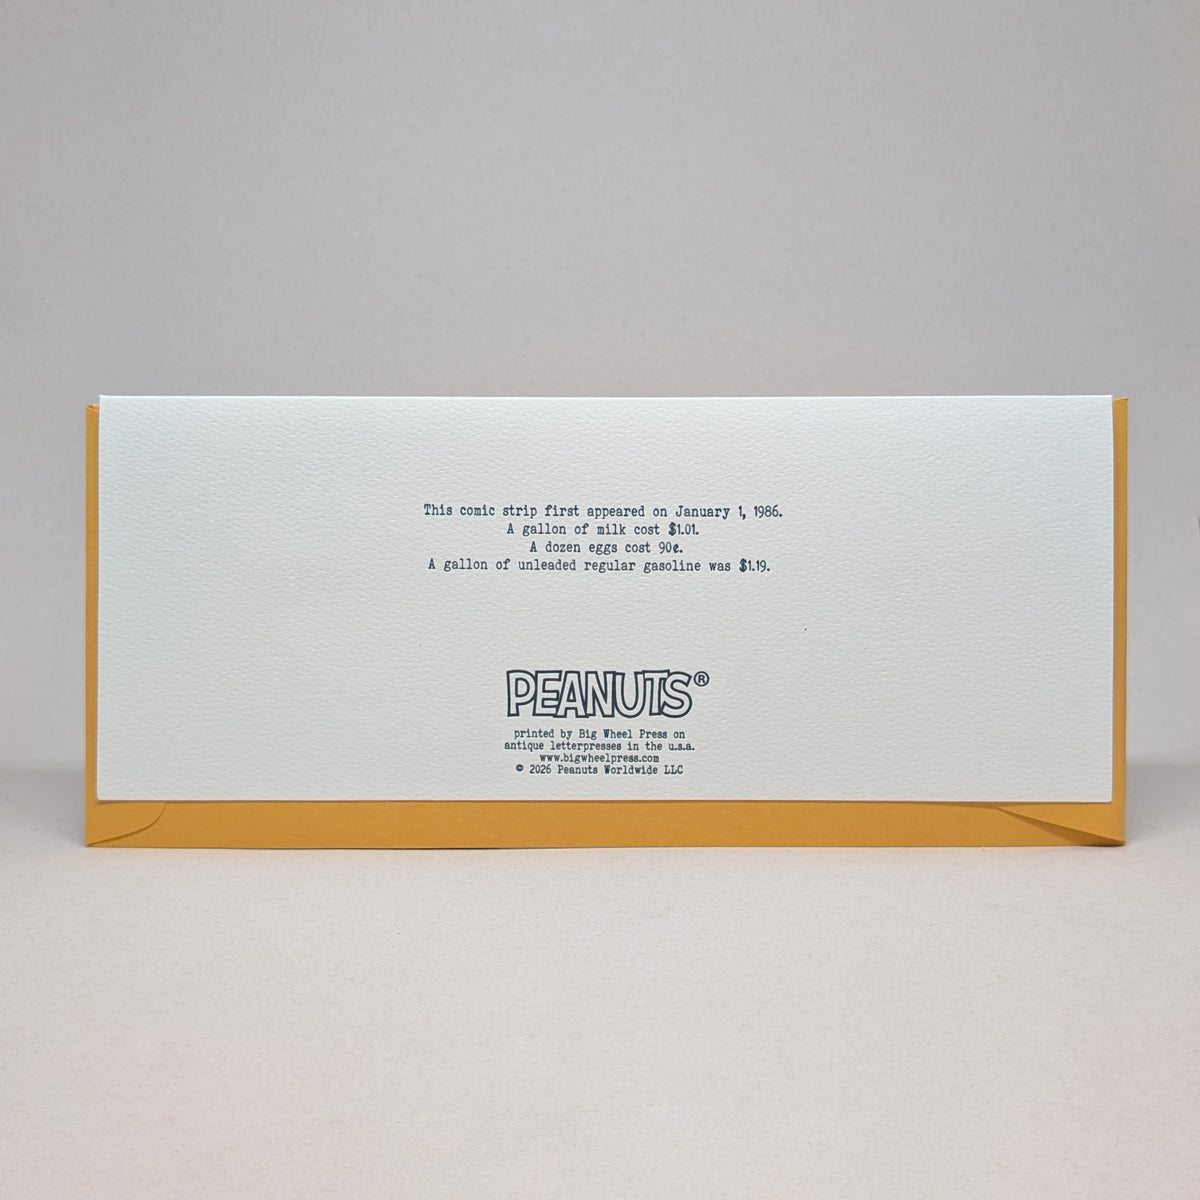 This comic strip first appeared on January 1, 1986.
A gallon of milk cost $1.01.
A dozen eggs cost 90¢.
A gallon of unleaded regular gasoline was $1.19.
PEANUTS®
printed by Big Wheel Press on
antique letterpresses in the u.s.a.
www.bigwheelpress.com
© 2026 Peanuts Worldwide LLC